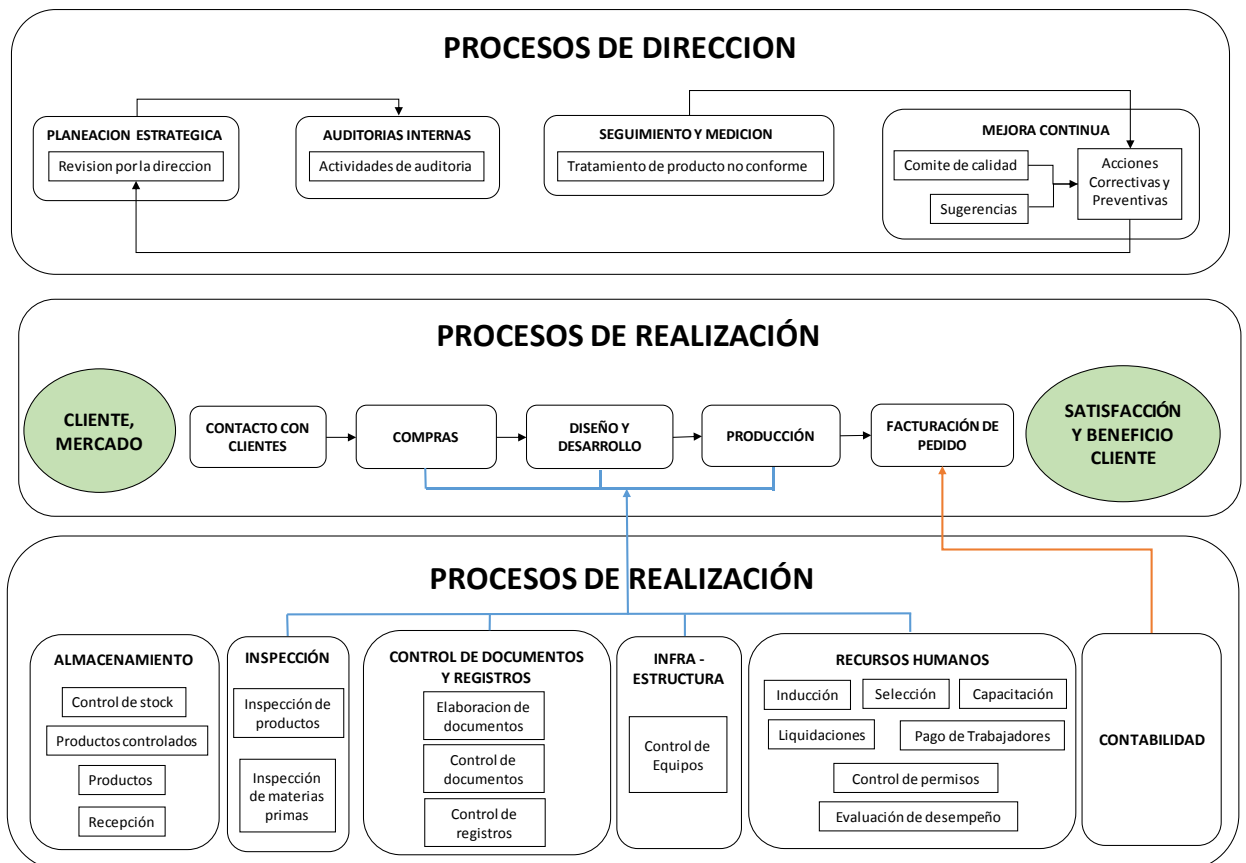 PROCESOS DE DIRECCION
PLANEACION ESTRATEGICA
Revision por la direccion
AUDITORIAS INTERNAS
Actividades de auditoria
SEGUIMIENTO Y MEDICION
Tratamiento de producto no conforme
MEJORA CONTINUA
Comite de calidad
Sugerencias
Acciones
Correctivas y
Preventivas
PROCESOS DE REALIZACIÓN
CLIENTE,
MERCADO
CONTACTO CON
CLIENTES
COMPRAS
DISEÑO Y
DESARROLLO
PRODUCCIÓN
FACTURACIÓN DE
PEDIDO
SATISFACCIÓN
Y BENEFICIO
CLIENTE
PROCESOS DE REALIZACIÓN
ALMACENAMIENTO
Control de stock
Productos controlados
Productos
Recepción
INSPECCIÓN
Inspección de
productos
Inspección
de materias
primas
CONTROL DE DOCUMENTOS
Y REGISTROS
Elaboracion de
documentos
Control de
documentos
Control de
registros
INFRA -
ESTRUCTURA
Control de
Equipos
RECURSOS HUMANOS
Inducción
Selección
Capacitación
Liquidaciones
Pago de Trabajadores
Control de permisos
Evaluación de desempeño
CONTABILIDAD